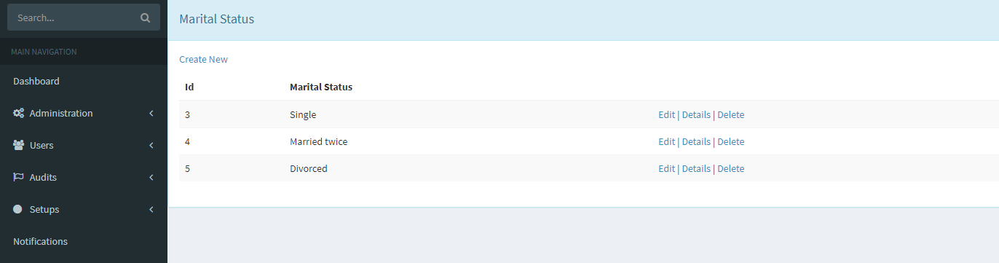 Search...
MAIN NAVIGATION
Dashboard
Administration
Users
Audits
Setups
Notifications
Marital Status
Create New
Id Marital Status
3 Single Edit | Details | Delete
4 Married twice Edit | Details | Delete
5 Divorced Edit | Details | Delete